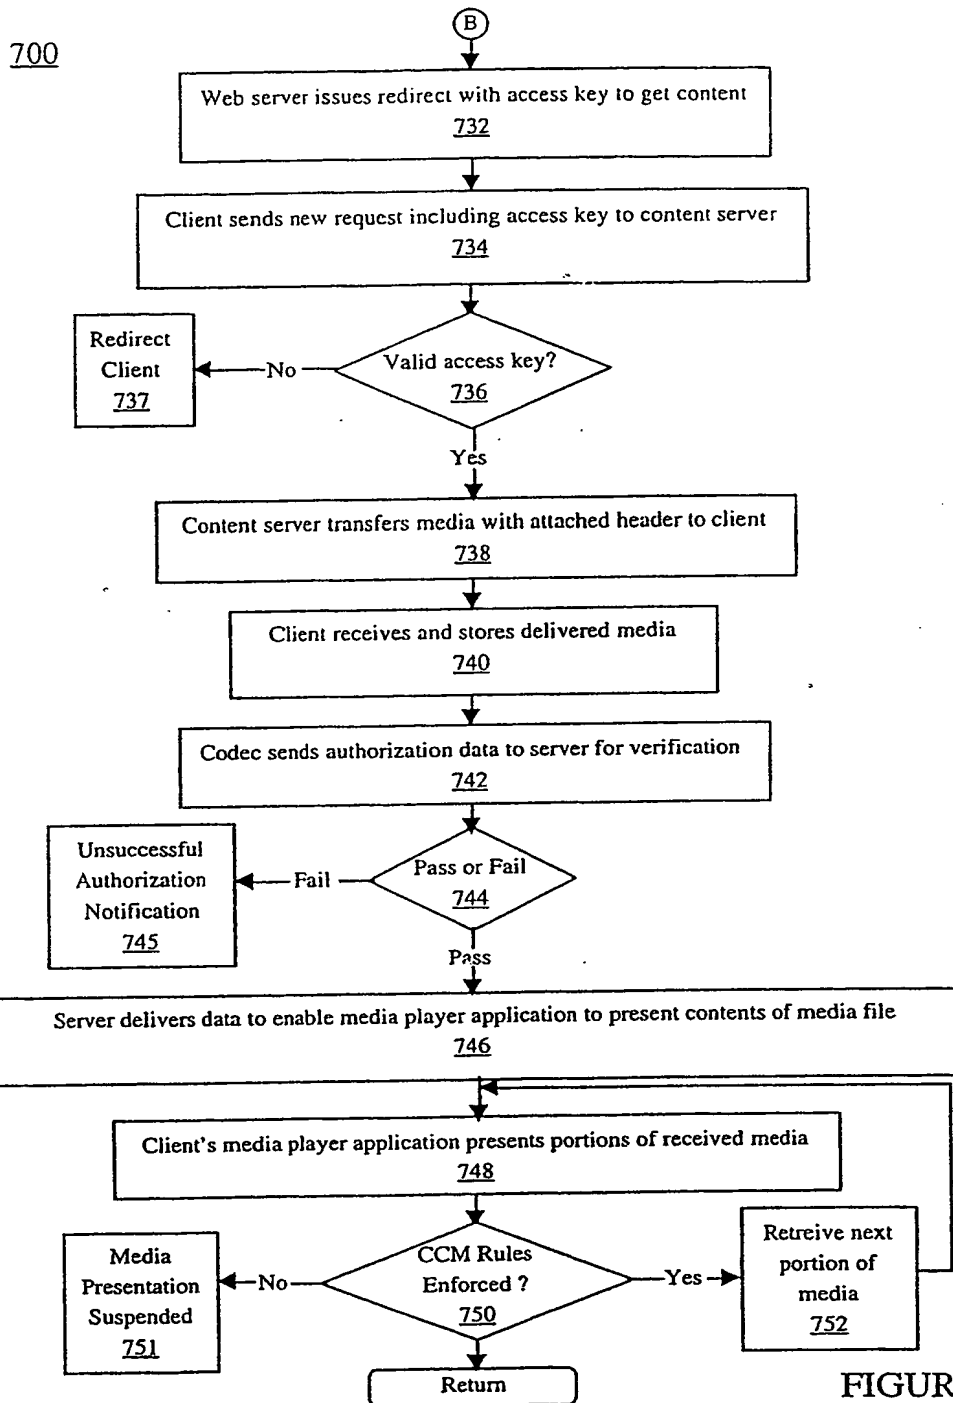 B
700
Web server issues redirect with access key to get content
732
Client sends new request including access key to content server
734
Redirect
Client
737
No
Valid access key?
736
Yes
Content server transfers media with attached header to client
738
Client receives and stores delivered media
740
Codec sends authorization data to server for verification
742
Unsuccessful
Authorization
Notification
745
Fail
Pass or Fail
744
Pass
Server delivers data to enable media player application to present contents of media file
746
Client's media player application presents portions of received media
748
Media
Presentation
Suspended
751
No
CCM Rules
Enforced ?
750
Yes
Retreive next
portion of
media
752
Return
FIGUR